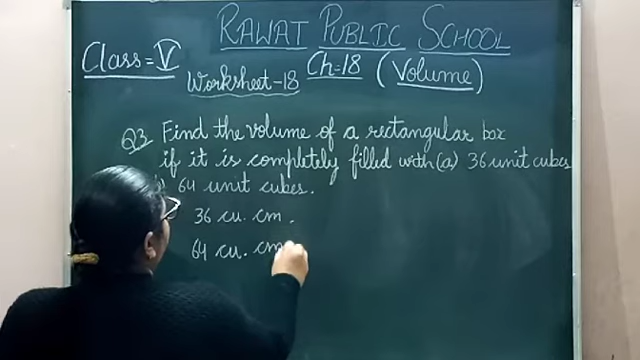 RAWAT PUBLIC SCHOOL
Class = V
Ch=18 (Volume)
Worksheet-18
Q3 Find the volume of a rectangular box
if it is completely filled with (a) 36 unit cubes
64 unit cubes.
36 cu. cm.
64 cu. cm